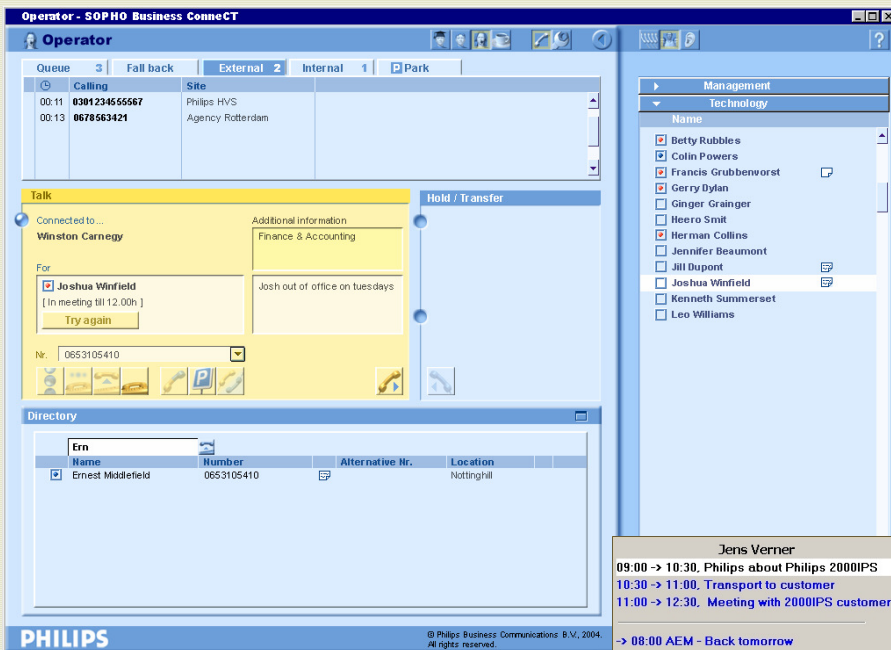 Operator - SOPHO Business ConneCT
Operator
Queue 3 Fall back External 2 Internal 1 P Park
Calling Site
00:11 0301234555567 Philips HVS
00:13 0678563421 Agency Rotterdam
Talk
Connected to...
Winston Carnegy
Additional information
Finance & Accounting
For
Joshua Winfield
[ In meeting till 12.00h ]
Try again
Josh out of office on tuesdays
Nr. 0653105410
P
Hold / Transfer
Directory
Ern
Name Number Alternative Nr. Location
Ernest Middlefield 0653105410 Nottinghill
PHILIPS
© Philips Business Communications B.V., 2004.
All rights reserved.
?
Management
Technology
Name
Betty Rubbles
Colin Powers
Francis Grubbenvorst
Gerry Dylan
Ginger Grainger
Heero Smit
Herman Collins
Jennifer Beaumont
Jill Dupont
Joshua Winfield
Kenneth Summerset
Leo Williams
Jens Verner
09:00 -> 10:30, Philips about Philips 2000IPS
10:30 -> 11:00, Transport to customer
11:00 -> 12:30, Meeting with 2000IPS customer
-> 08:00 AEM - Back tomorrow